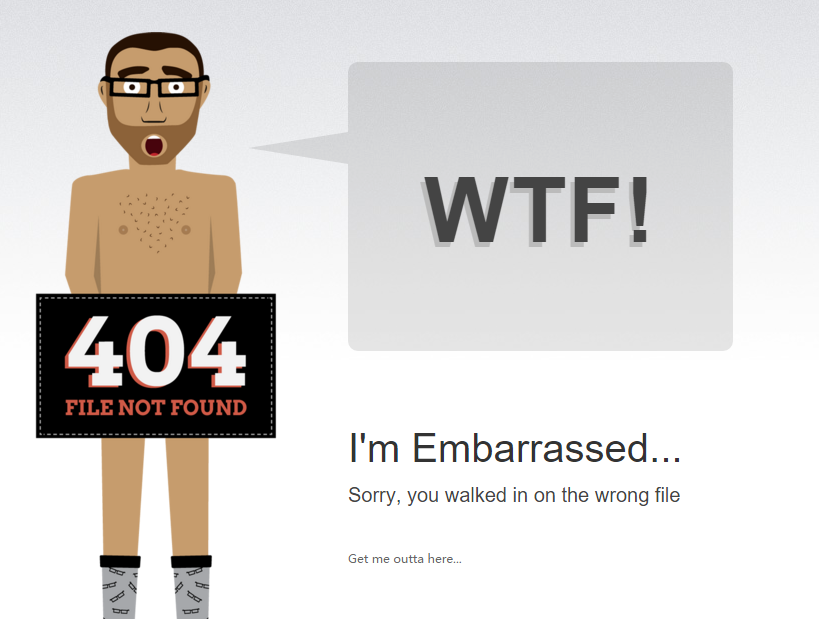 WTF!
404
FILE NOT FOUND
I'm Embarrassed...
Sorry, you walked in on the wrong file
Get me outta here...